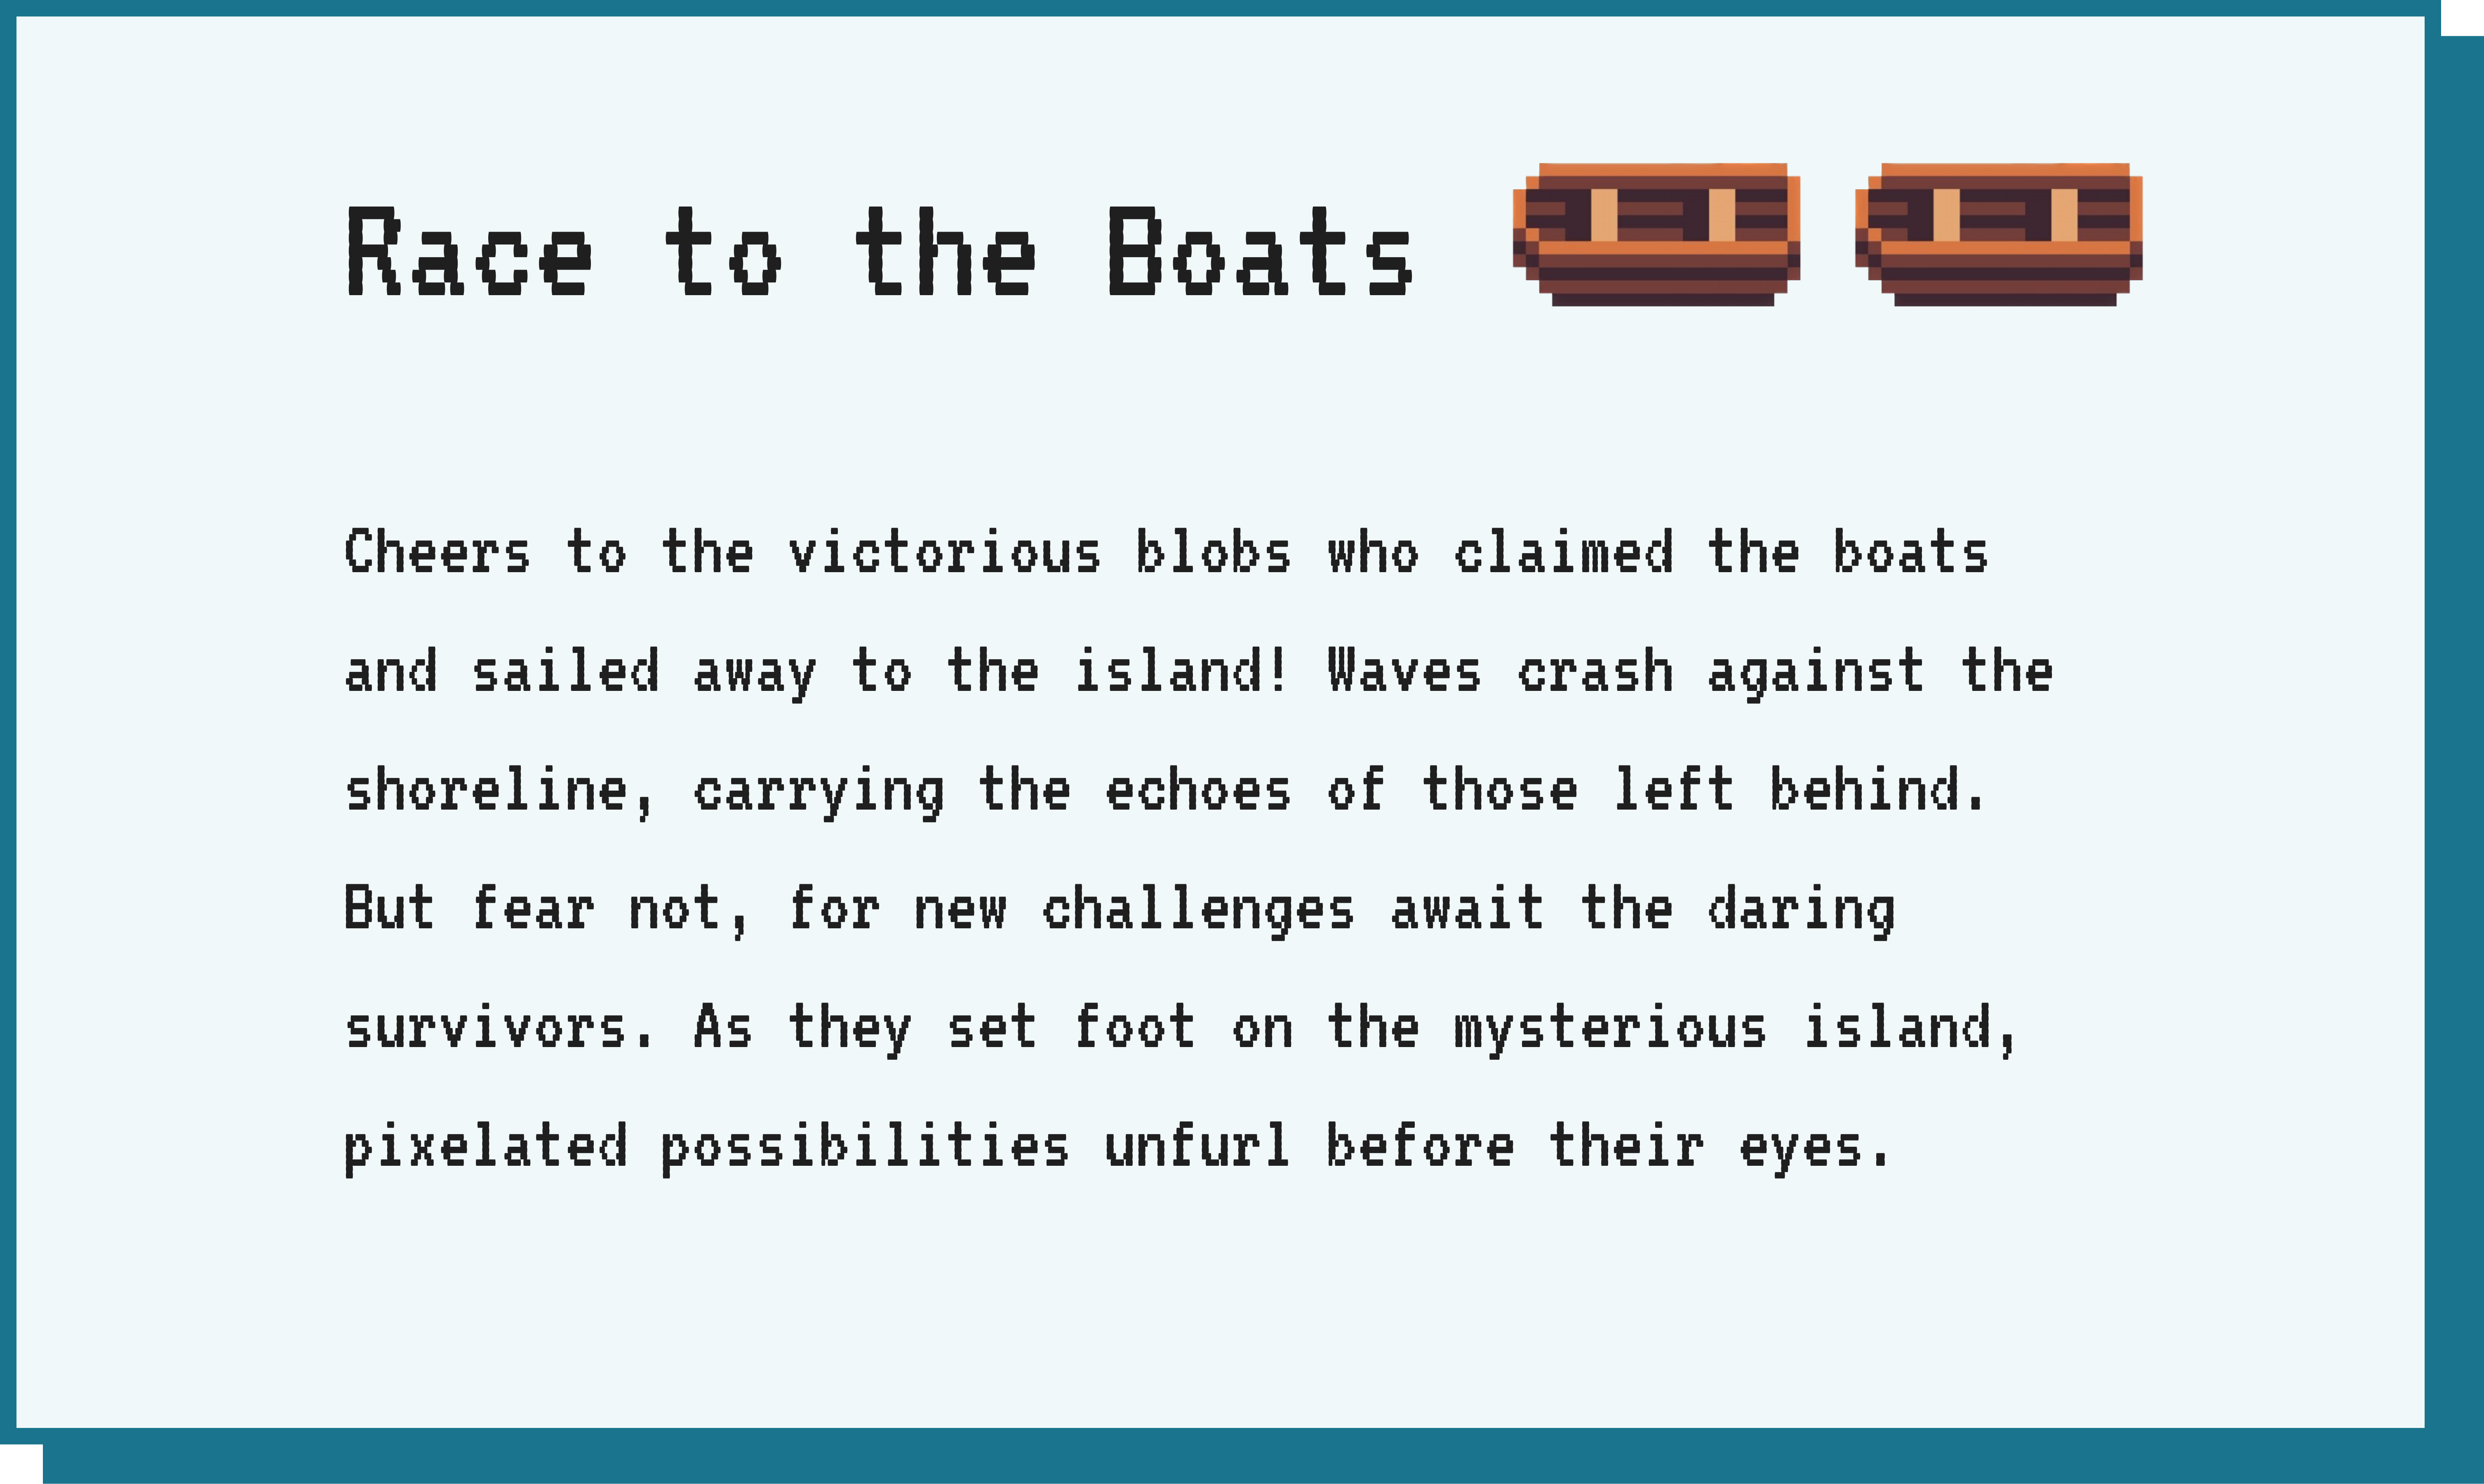 Race to the Boats
Cheers to the victorious blobs who claimed the boats
and sailed away to the island! Waves crash against the
shoreline, carrying the echoes of those left behind.
But fear not, for new challenges await the daring
survivors. As they set foot on the mysterious island,
pixelated possibilities unfurl before their eyes.